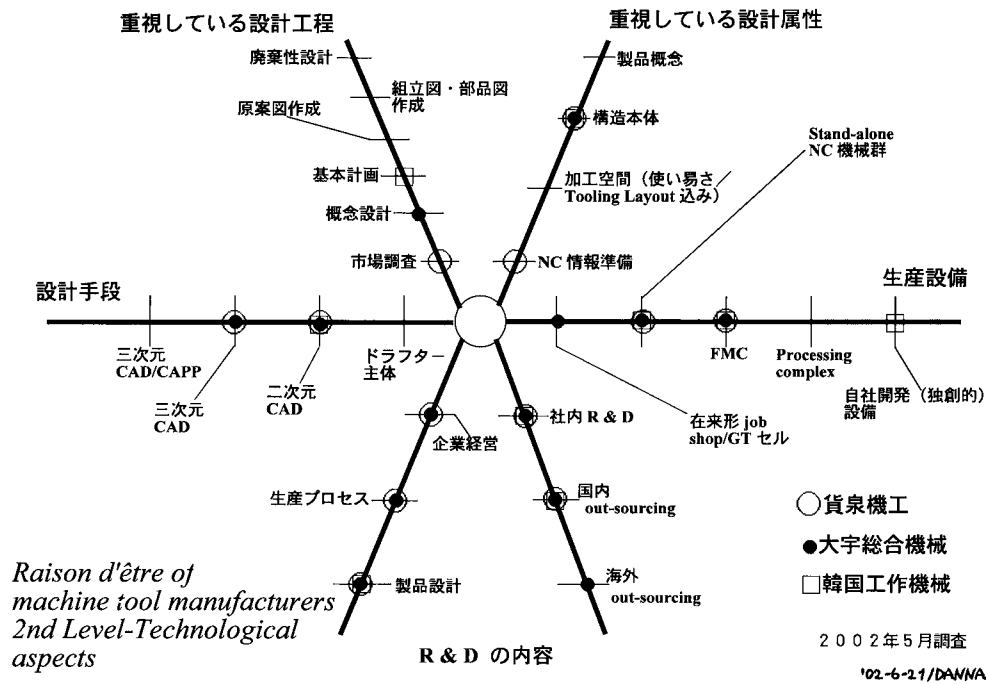 重視している設計工程
重視している設計属性
廃棄性設計
製品概念
組立図・部品図
作成
原案図作成
構造本体
Stand-alone
NC 機械群
基本計画
加工空間（使い易さ
Tooling Layout 込み）
概念設計
市場調査
NC 情報準備
設計手段
生産設備
三次元
CAD/CAPP
ドラフター
主体
FMC
Processing
complex
二次元
CAD
三次元
CAD
自社開発（独創的）
設備
企業経営
社内 R & D
在来形 job
shop/GT セル
生産プロセス
国内
out-sourcing
貨泉機工
大宇総合機械
製品設計
海外
out-sourcing
韓国工作機械
Raison d'être of
machine tool manufacturers
2nd Level-Technological
aspects
R & D の内容
２００２年５月調査
'02-6-21/DANNA